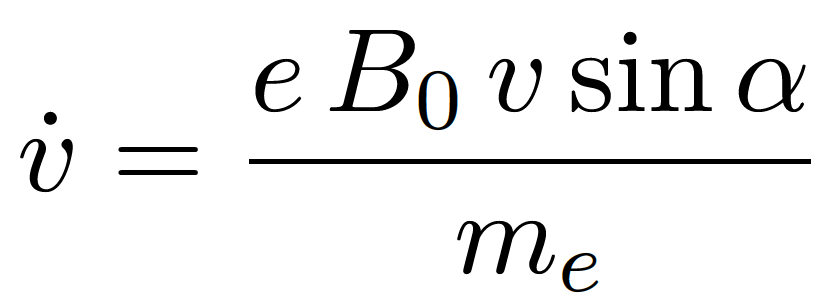 v̇ = e B₀ v sin α / mₑ